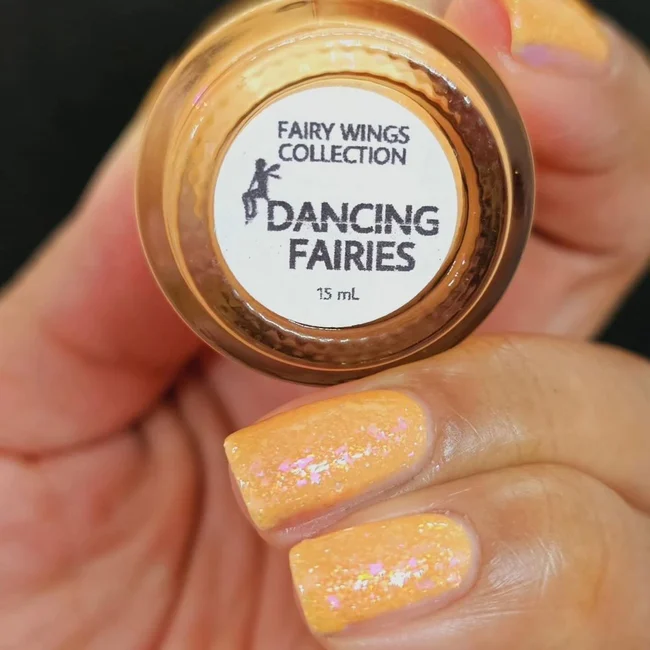 FAIRY WINGS
COLLECTION
DANCING
FAIRIES
15 mL